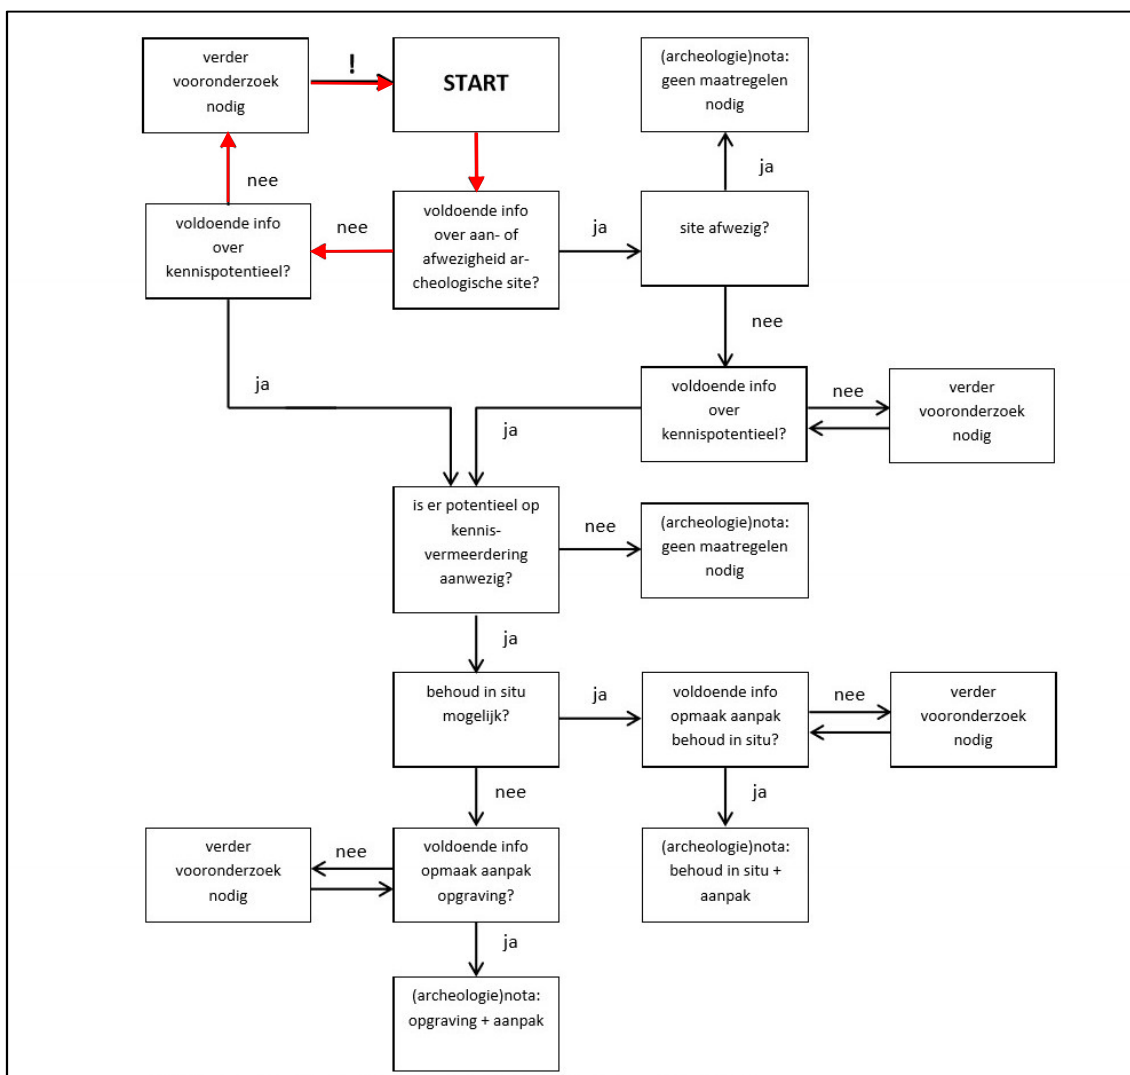 verder
vooronderzoek
nodig
!
START
(archeologie)nota:
geen maatregelen
nodig
nee
ja
voldoende info
over
kennispotentieel?
nee
voldoende info
over aan- of
afwezigheid ar-
cheologische site?
ja
site afwezig?
nee
ja
voldoende info
over
kennispotentieel?
nee
verder
vooronderzoek
nodig
ja
is er potentieel op
kennis-
vermeerdering
aanwezig?
nee
(archeologie)nota:
geen maatregelen
nodig
ja
behoud in situ
mogelijk?
ja
voldoende info
opmaak aanpak
behoud in situ?
nee
verder
vooronderzoek
nodig
nee
ja
verder
vooronderzoek
nodig
nee
voldoende info
opmaak aanpak
opgraving?
(archeologie)nota:
behoud in situ +
aanpak
ja
(archeologie)nota:
opgraving + aanpak